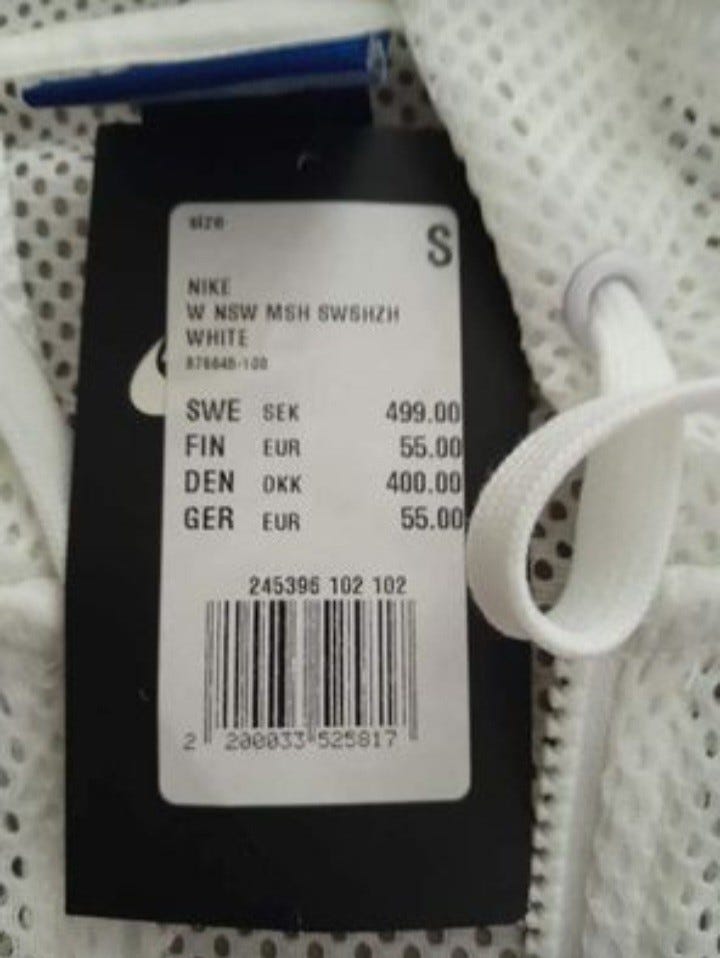 size
S
NIKE
W NSW MSH SWSHZH
WHITE
SWE SEK 499.00
FIN EUR 55.00
DEN DKK 400.00
GER EUR 55.00
245396 102 102
2 200033 525817